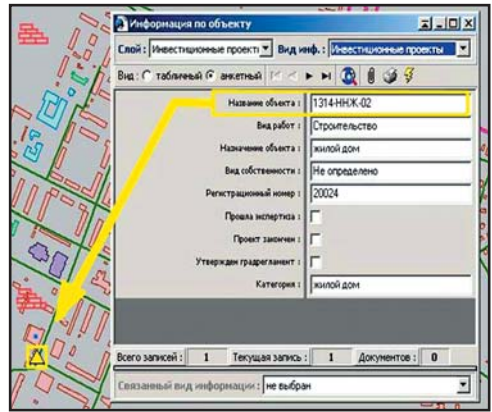 Информация по объекту
Слой : Инвестиционные проекты Вид инф. : Инвестиционные проекты
Вид : табличный анкетный
Название объекта : 1314-ННЖ-02
Вид работ : Строительство
Назначение объекта : жилой дом
Вид собственности : Не определено
Регистрационный номер : 20024
Прошла экспертиза :
Проект закончен :
Утвержден градрегламент :
Категория : жилой дом
Всего записей : 1 Текущая запись : 1 Документов : 0
Связанный вид информации : не выбран